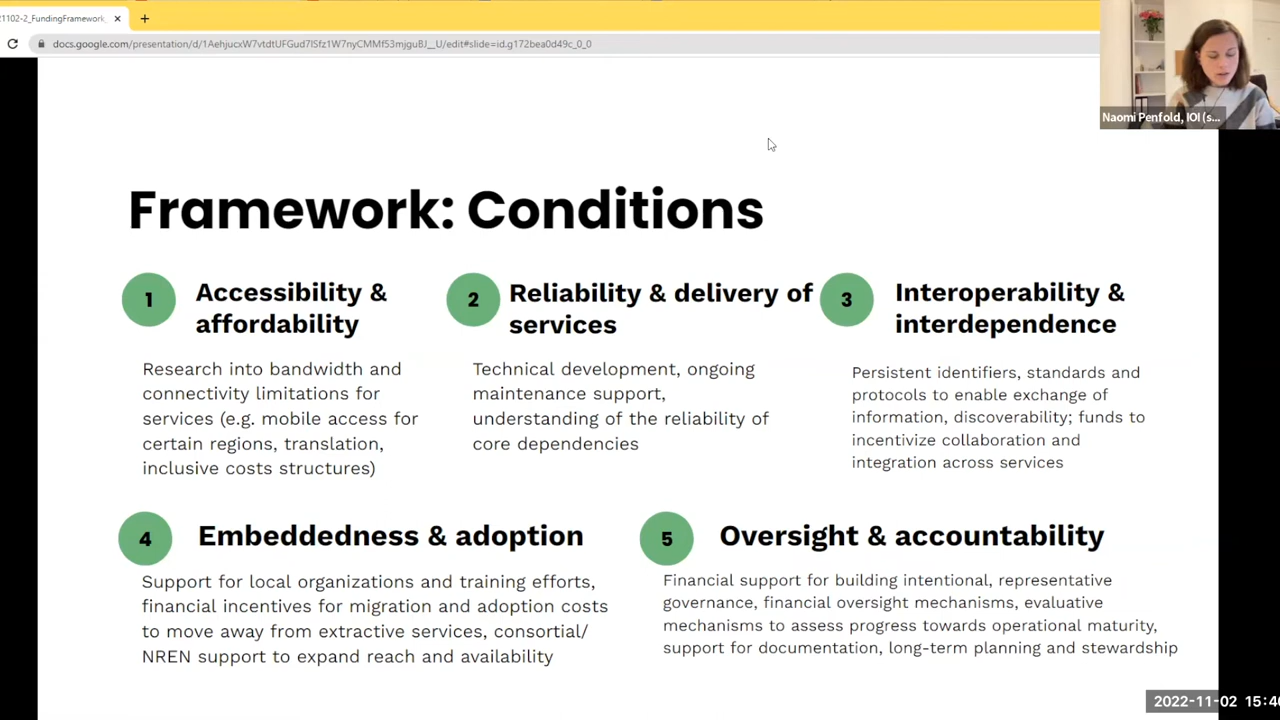 21102-2_FundingFramework
docs.google.com/presentation/d/1AehjucxW7vtdtUFGud7ISfz1W7nyCMMf53mjguBJ__U/edit#slide=id.g172bea0d49c_0_0
Naomi Penfold, IOI (s...
Framework: Conditions
1
Accessibility &
affordability
Research into bandwidth and
connectivity limitations for
services (e.g. mobile access for
certain regions, translation,
inclusive costs structures)
2
Reliability & delivery of
services
Technical development, ongoing
maintenance support,
understanding of the reliability of
core dependencies
3
Interoperability &
interdependence
Persistent identifiers, standards and
protocols to enable exchange of
information, discoverability; funds to
incentivize collaboration and
integration across services
4
Embeddedness & adoption
Support for local organizations and training efforts,
financial incentives for migration and adoption costs
to move away from extractive services, consortial/
NREN support to expand reach and availability
5
Oversight & accountability
Financial support for building intentional, representative
governance, financial oversight mechanisms, evaluative
mechanisms to assess progress towards operational maturity,
support for documentation, long-term planning and stewardship
2022-11-02 15:4